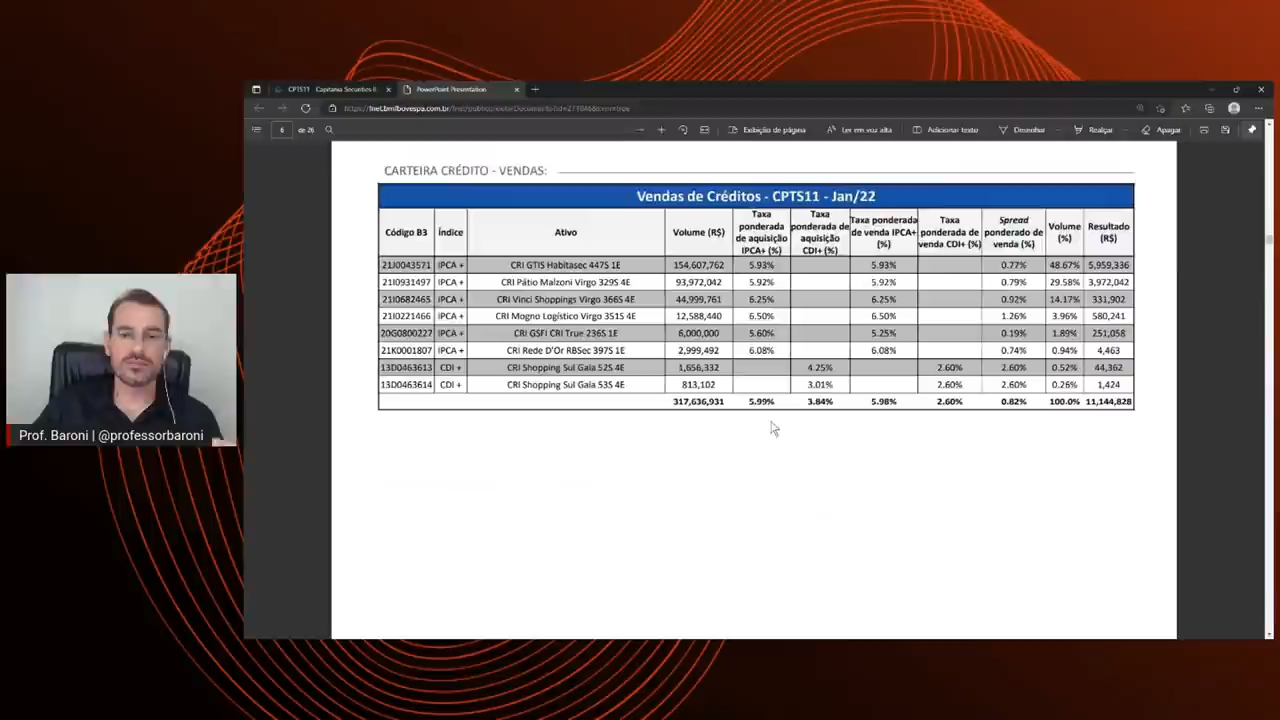 CPTS11 Capitania Securities II
PowerPoint Presentation
6 de 26
Exibição de página
Ler em voz alta
Adicionar texto
Desenhar
Realçar
Apagar
CARTEIRA CRÉDITO - VENDAS:
Vendas de Créditos - CPTS11 - Jan/22
Código B3 Índice Ativo Volume (R$) Taxa ponderada de aquisição IPCA+ (%) Taxa ponderada de aquisição CDI+ (%) Taxa ponderada de venda IPCA+ (%) Taxa ponderada de venda CDI+ (%) Spread ponderado de venda (%) Volume (%) Resultado (R$)
21J0043571 IPCA + CRI GTIS Habitasec 447S 1E 154,607,762 5.93% 5.93% 0.77% 48.67% 5,959,336
21I0931497 IPCA + CRI Pátio Malzoni Virgo 329S 4E 93,972,042 5.92% 5.92% 0.79% 29.58% 3,972,042
21I0682465 IPCA + CRI Vinci Shoppings Virgo 366S 4E 44,999,761 6.25% 6.25% 0.92% 14.17% 331,902
21I0221466 IPCA + CRI Mogno Logístico Virgo 351S 4E 12,588,440 6.50% 6.50% 1.26% 3.96% 580,241
20G0800227 IPCA + CRI GSFI CRI True 236S 1E 6,000,000 5.60% 5.25% 0.19% 1.89% 251,058
21K0001807 IPCA + CRI Rede D'Or RBSec 397S 1E 2,999,492 6.08% 6.08% 0.74% 0.94% 4,463
13D0463613 CDI + CRI Shopping Sul Gaia 52S 4E 1,656,332 4.25% 2.60% 2.60% 0.52% 44,362
13D0463614 CDI + CRI Shopping Sul Gaia 53S 4E 813,102 3.01% 2.60% 2.60% 0.26% 1,424
317,636,931 5.99% 3.84% 5.98% 2.60% 0.82% 100.0% 11,144,828
Prof. Baroni | @professorbaroni